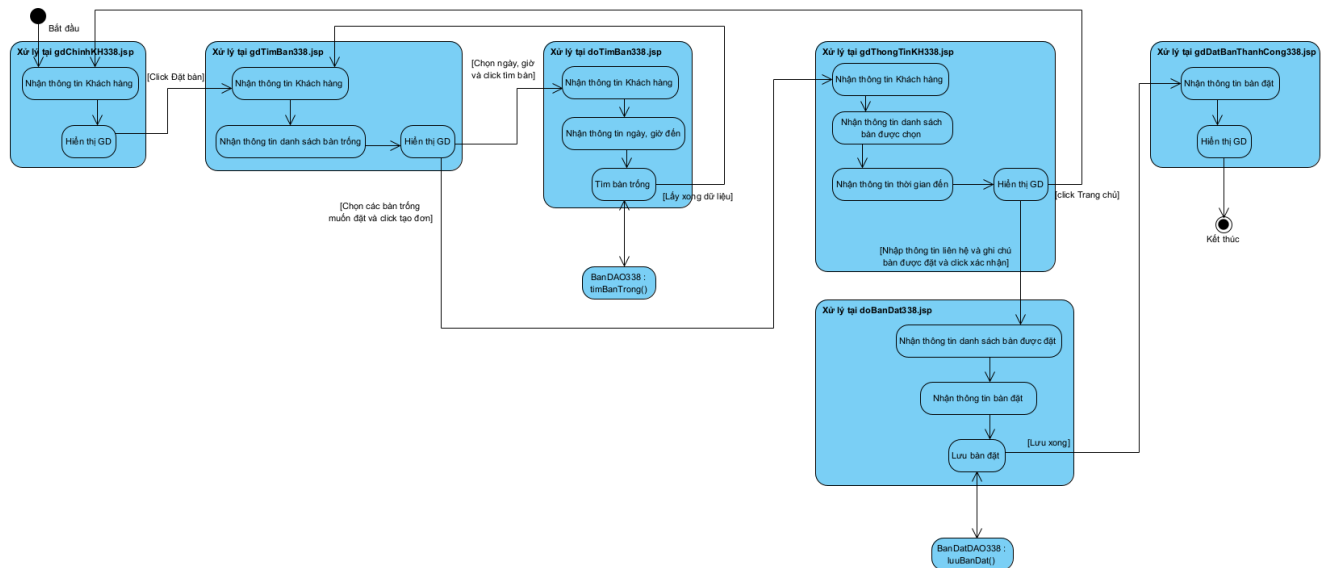 Bắt đầu
Xử lý tại gdChinhKH338.jsp
Nhận thông tin Khách hàng
Hiển thị GD
[Click Đặt bàn]
Xử lý tại gdTimBan338.jsp
Nhận thông tin Khách hàng
Nhận thông tin danh sách bàn trống
Hiển thị GD
[Chọn ngày, giờ
và click tìm bàn]
[Chọn các bàn trống
muốn đặt và click tạo đơn]
Xử lý tại doTimBan338.jsp
Nhận thông tin Khách hàng
Nhận thông tin ngày, giờ đến
Tìm bàn trống
[Lấy xong dữ liệu]
BanDAO338 :
timBanTrong()
Xử lý tại gdThongTinKH338.jsp
Nhận thông tin Khách hàng
Nhận thông tin danh sách
bàn được chọn
Nhận thông tin thời gian đến
Hiển thị GD
[click Trang chủ]
[Nhập thông tin liên hệ và ghi chú
bàn được đặt và click xác nhận]
Xử lý tại doBanDat338.jsp
Nhận thông tin danh sách bàn được đặt
Nhận thông tin bàn đặt
Lưu bàn đặt
[Lưu xong]
BanDatDAO338 :
luuBanDat()
Xử lý tại gdDatBanThanhCong338.jsp
Nhận thông tin bàn đặt
Hiển thị GD
Kết thúc